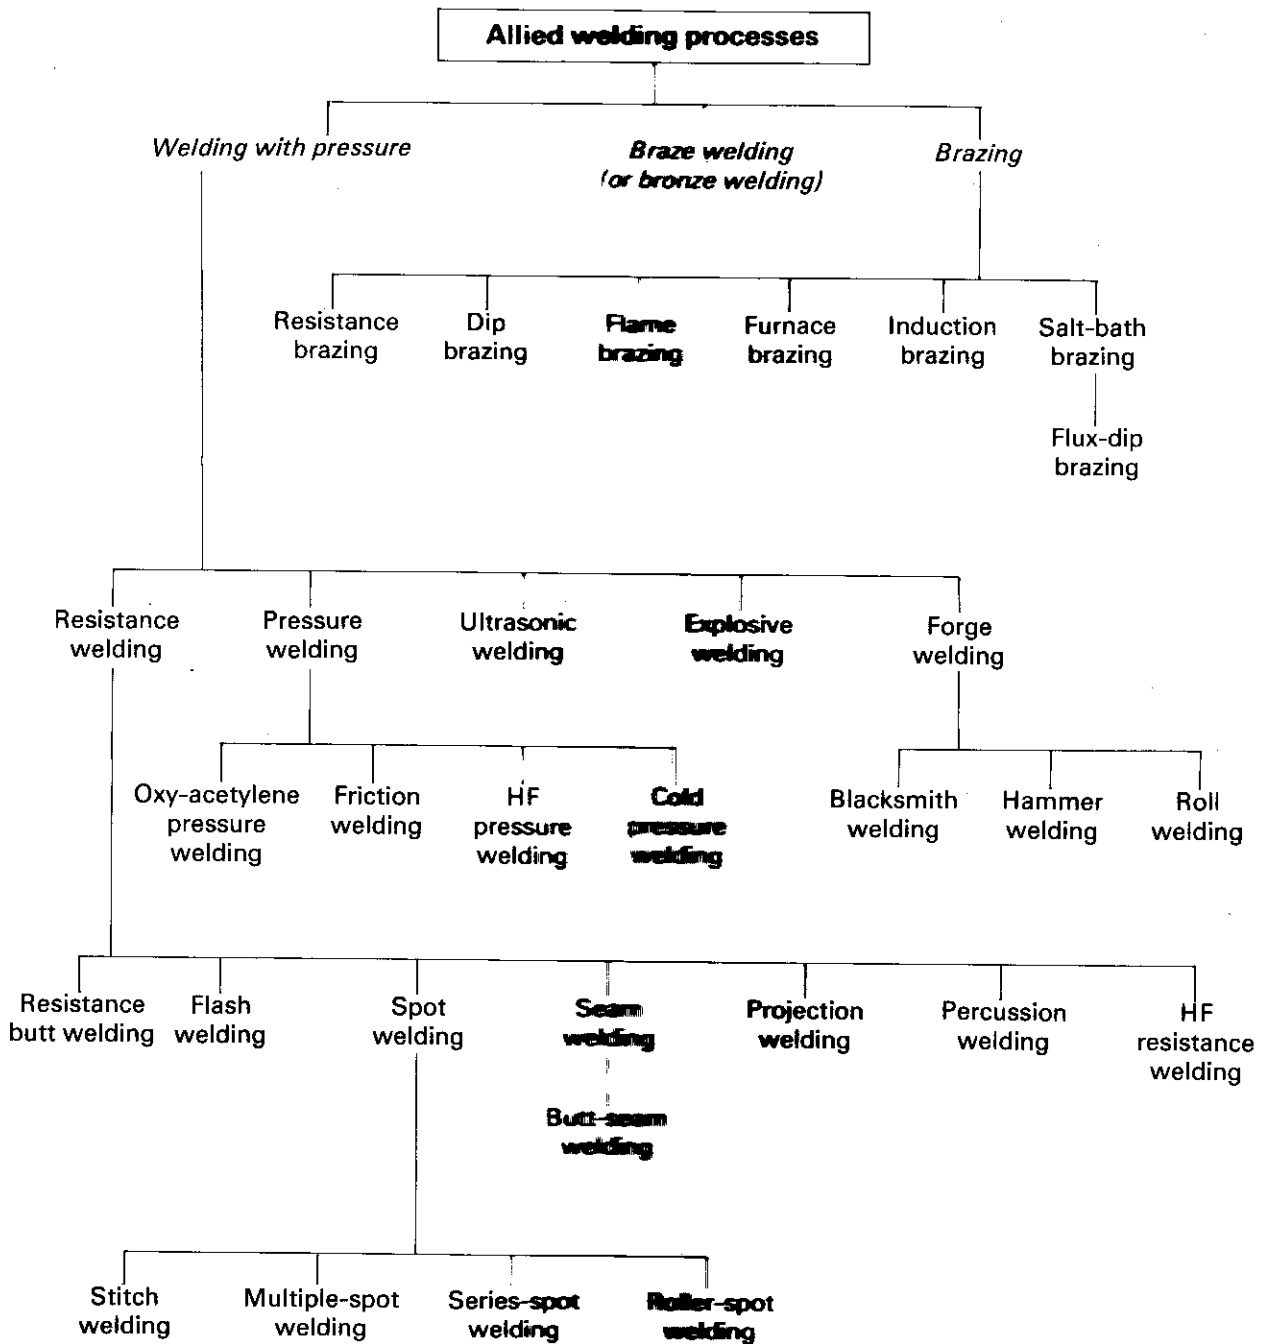 Allied welding processes
Welding with pressure
Braze welding
(or bronze welding)
Brazing
Resistance
brazing
Dip
brazing
Flame
brazing
Furnace
brazing
Induction
brazing
Salt-bath
brazing
Flux-dip
brazing
Resistance
welding
Pressure
welding
Ultrasonic
welding
Explosive
welding
Forge
welding
Oxy-acetylene
pressure
welding
Friction
welding
HF
pressure
welding
Cold
pressure
welding
Blacksmith
welding
Hammer
welding
Roll
welding
Resistance
butt welding
Flash
welding
Spot
welding
Seam
welding
Projection
welding
Percussion
welding
HF
resistance
welding
Butt-seam
welding
Stitch
welding
Multiple-spot
welding
Series-spot
welding
Roller-spot
welding